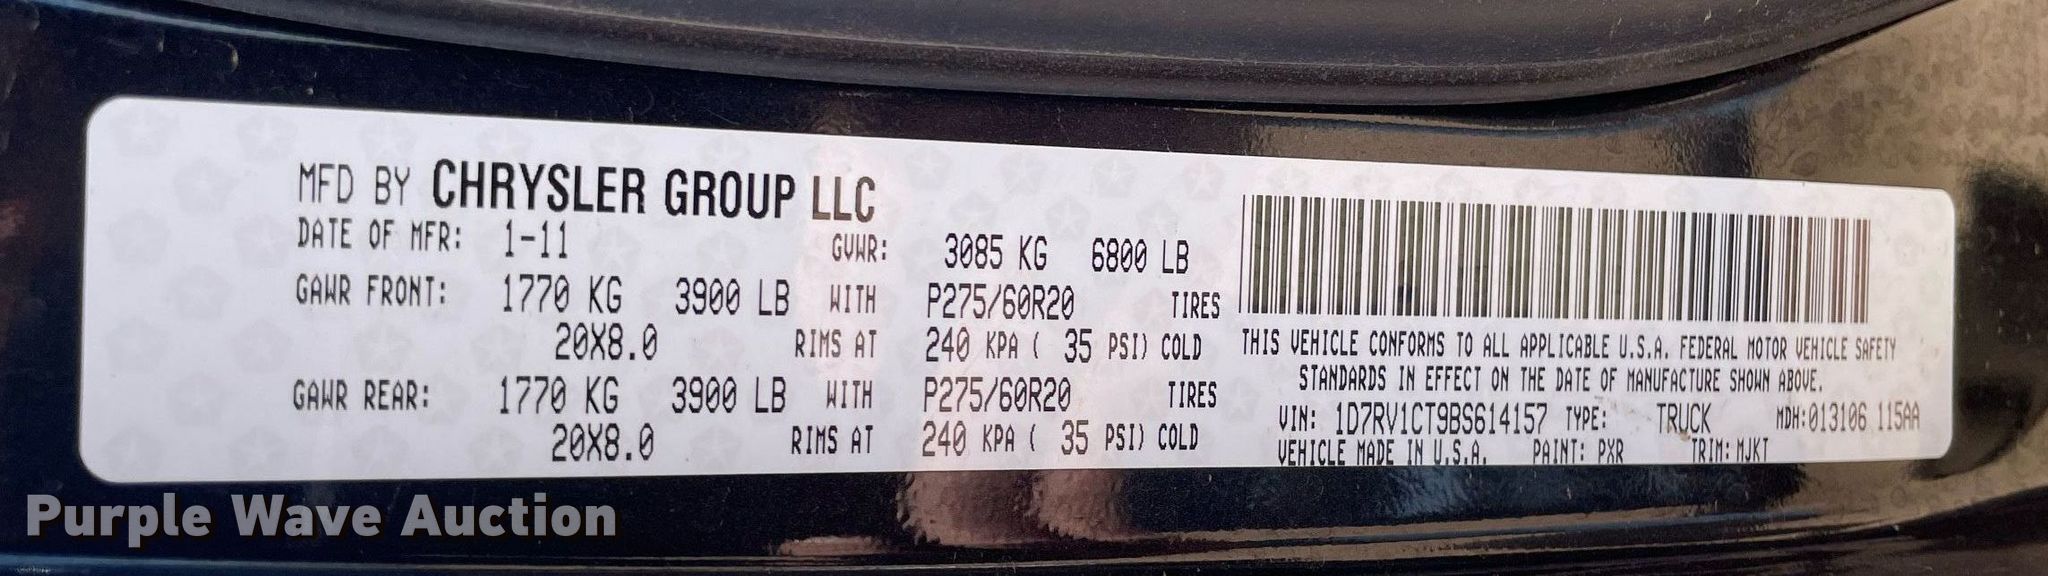 MFD BY CHRYSLER GROUP LLC
DATE OF MFR: 1-11 GVWR: 3085 KG 6800 LB
GAWR FRONT: 1770 KG 3900 LB WITH P275/60R20 TIRES
20X8.0 RIMS AT 240 KPA ( 35 PSI) COLD
GAWR REAR: 1770 KG 3900 LB WITH P275/60R20 TIRES
20X8.0 RIMS AT 240 KPA ( 35 PSI) COLD
THIS VEHICLE CONFORMS TO ALL APPLICABLE U.S.A. FEDERAL MOTOR VEHICLE SAFETY
STANDARDS IN EFFECT ON THE DATE OF MANUFACTURE SHOWN ABOVE.
VIN: 1D7RV1CT9BS614157 TYPE: TRUCK MDH:013106 115AA
VEHICLE MADE IN U.S.A. PAINT: PXR TRIM: MJKT
Purple Wave Auction